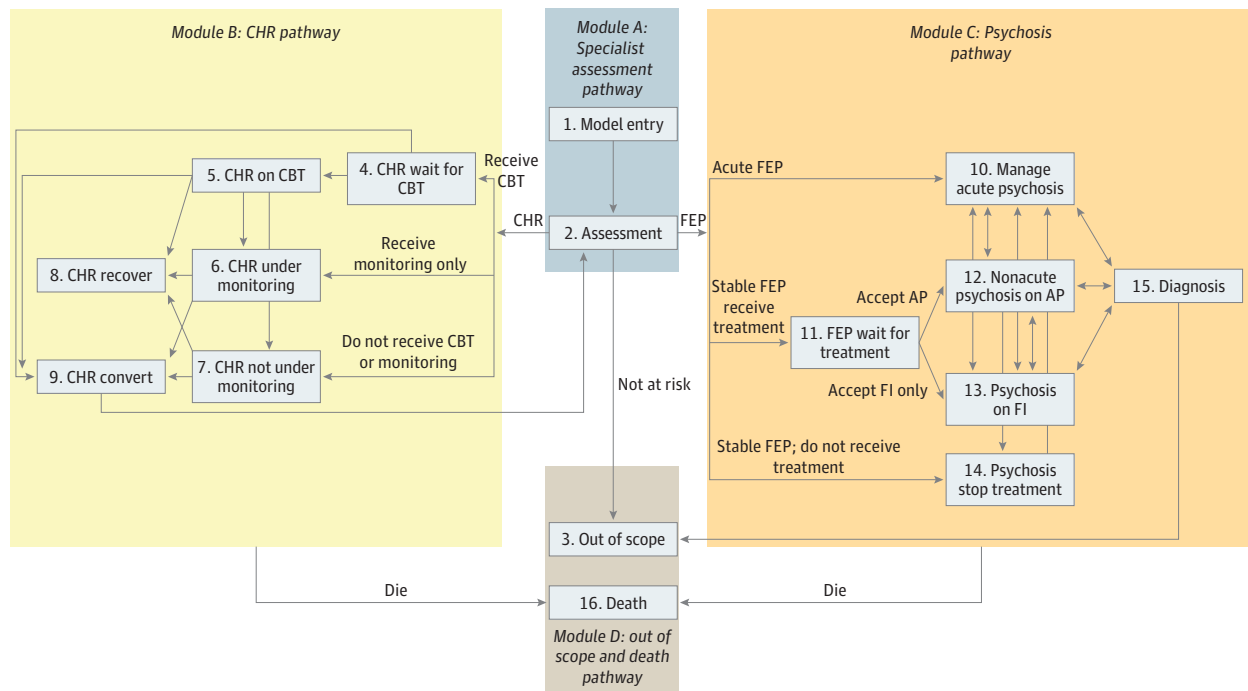 Module B: CHR pathway
Module A:
Specialist
assessment
pathway
Module C: Psychosis
pathway
1. Model entry
4. CHR wait for
CBT
Receive
CBT
5. CHR on CBT
CHR
2. Assessment
FEP
Receive
monitoring only
6. CHR under
monitoring
8. CHR recover
Do not receive CBT
or monitoring
7. CHR not under
monitoring
9. CHR convert
Not at risk
Acute FEP
10. Manage
acute psychosis
Stable FEP
receive
treatment
Accept AP
12. Nonacute
psychosis on AP
15. Diagnosis
11. FEP wait for
treatment
Accept FI only
13. Psychosis
on FI
Stable FEP; do not receive
treatment
14. Psychosis
stop treatment
3. Out of scope
Die
16. Death
Die
Module D: out of
scope and death
pathway